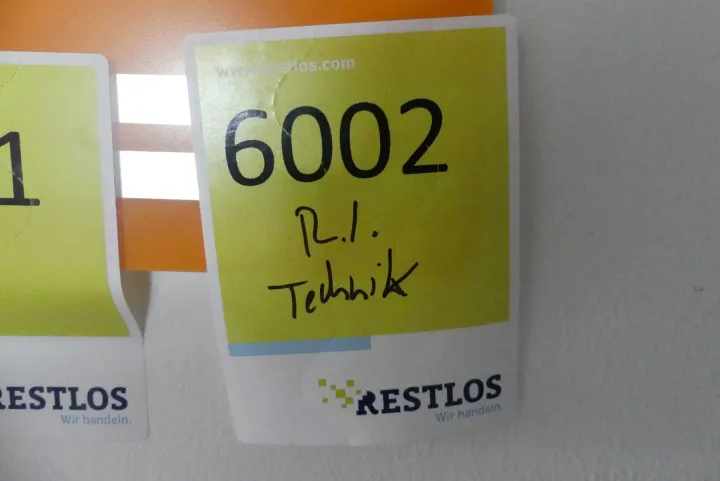 www.restlos.com
6002
R.I.
Technik
RESTLOS
Wir handeln.
1
RESTLOS
Wir handeln.